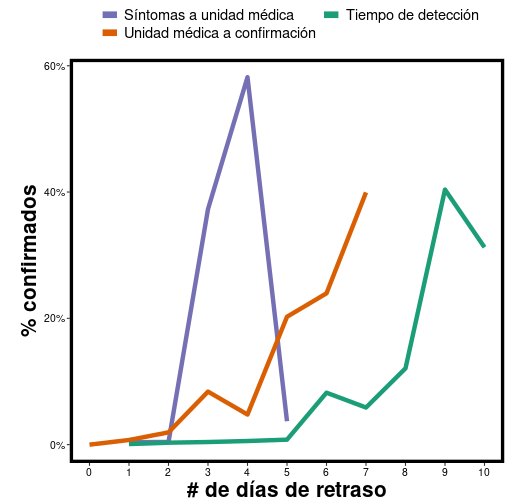 Síntomas a unidad médica Tiempo de detección
Unidad médica a confirmación
60%
40%
20%
0%
% confirmados
0 1 2 3 4 5 6 7 8 9 10
# de días de retraso